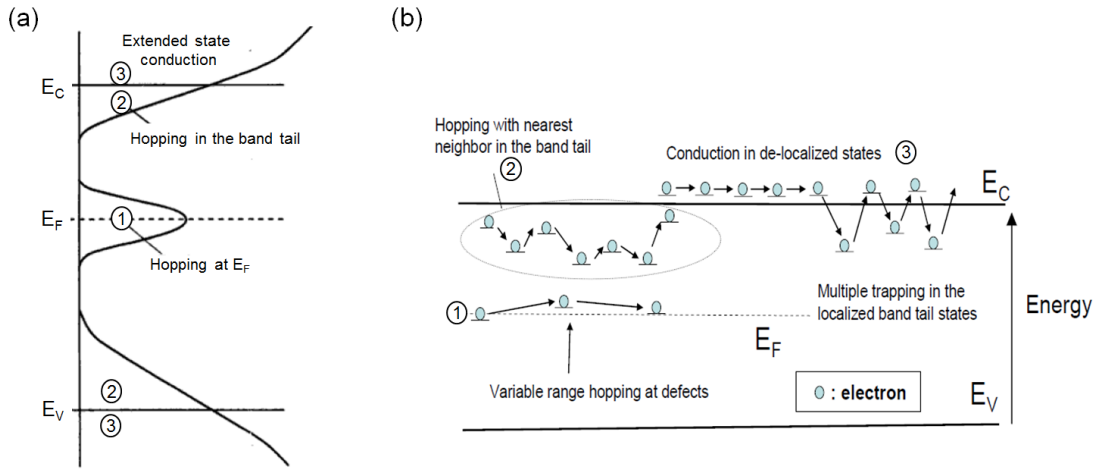 (a)
Extended state
conduction
③
E_C
②
Hopping in the band tail
E_F
①
Hopping at E_F
②
E_V
③
(b)
Hopping with nearest
neighbor in the band tail
②
Conduction in de-localized states ③
E_C
①
Multiple trapping in the
localized band tail states
Energy
E_F
Variable range hopping at defects
: electron
E_V